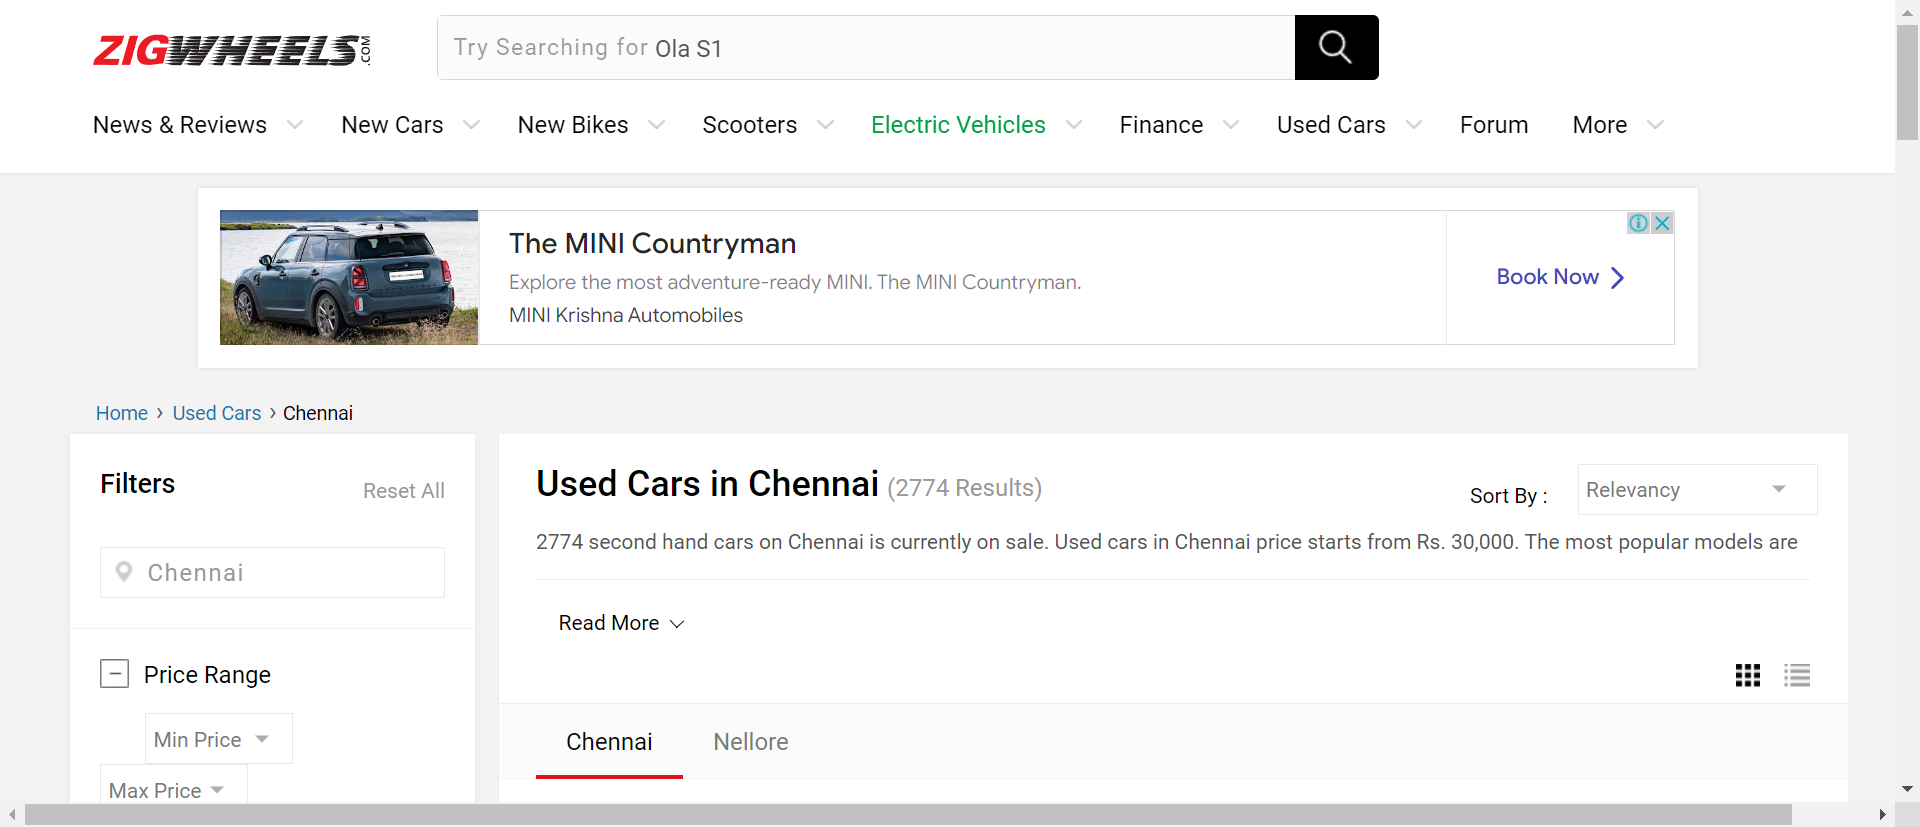 ZIGWHEELS.COM
Try Searching for Ola S1
News & Reviews New Cars New Bikes Scooters Electric Vehicles Finance Used Cars Forum More
The MINI Countryman
Explore the most adventure-ready MINI. The MINI Countryman.
MINI Krishna Automobiles
Book Now
Home › Used Cars › Chennai
Filters
Reset All
Chennai
Price Range
Min Price
Max Price
Used Cars in Chennai (2774 Results)
Sort By : Relevancy
2774 second hand cars on Chennai is currently on sale. Used cars in Chennai price starts from Rs. 30,000. The most popular models are
Read More
Chennai Nellore